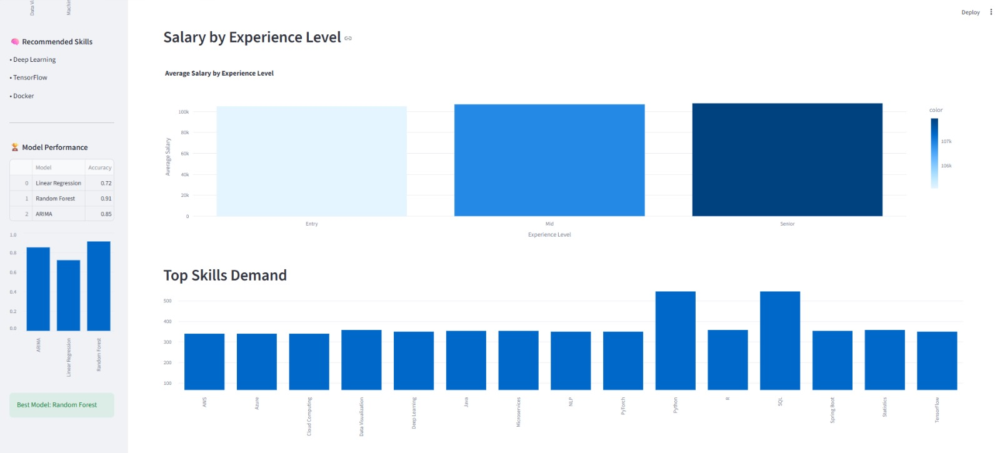 Data Vi
Machin
🧠 Recommended Skills
• Deep Learning
• TensorFlow
• Docker
🏆 Model Performance
Model Accuracy
0 Linear Regression 0.72
1 Random Forest 0.91
2 ARIMA 0.85
1.0
0.8
0.6
0.4
0.2
0.0
ARIMA
Linear Regression
Random Forest
Best Model: Random Forest
Deploy
Salary by Experience Level
Average Salary by Experience Level
Average Salary
100k
80k
60k
40k
20k
0
Entry
Mid
Senior
Experience Level
color
107k
106k
Top Skills Demand
500
400
300
200
100
AWS
Azure
Cloud Computing
Data Visualization
Deep Learning
Java
Microservices
NLP
PyTorch
Python
R
SQL
Spring Boot
Statistics
TensorFlow